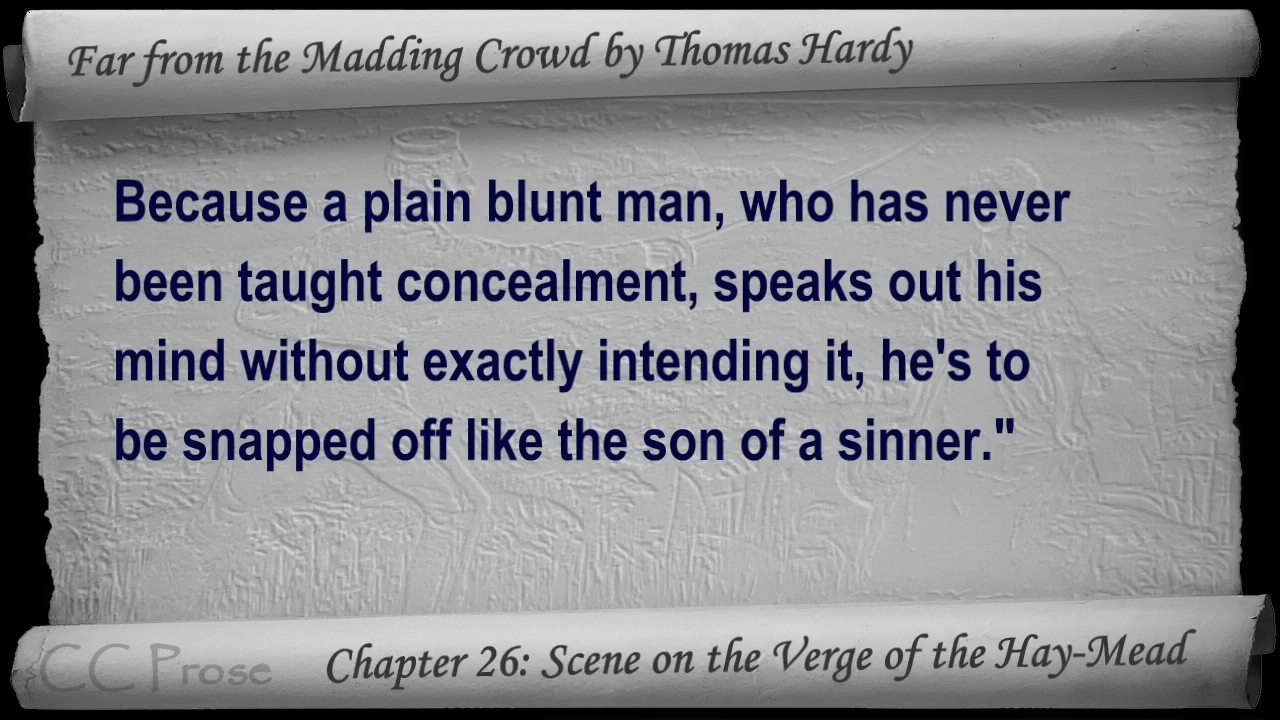 Far from the Madding Crowd by Thomas Hardy
Because a plain blunt man, who has never
been taught concealment, speaks out his
mind without exactly intending it, he's to
be snapped off like the son of a sinner."
CC Prose
Chapter 26: Scene on the Verge of the Hay-Mead